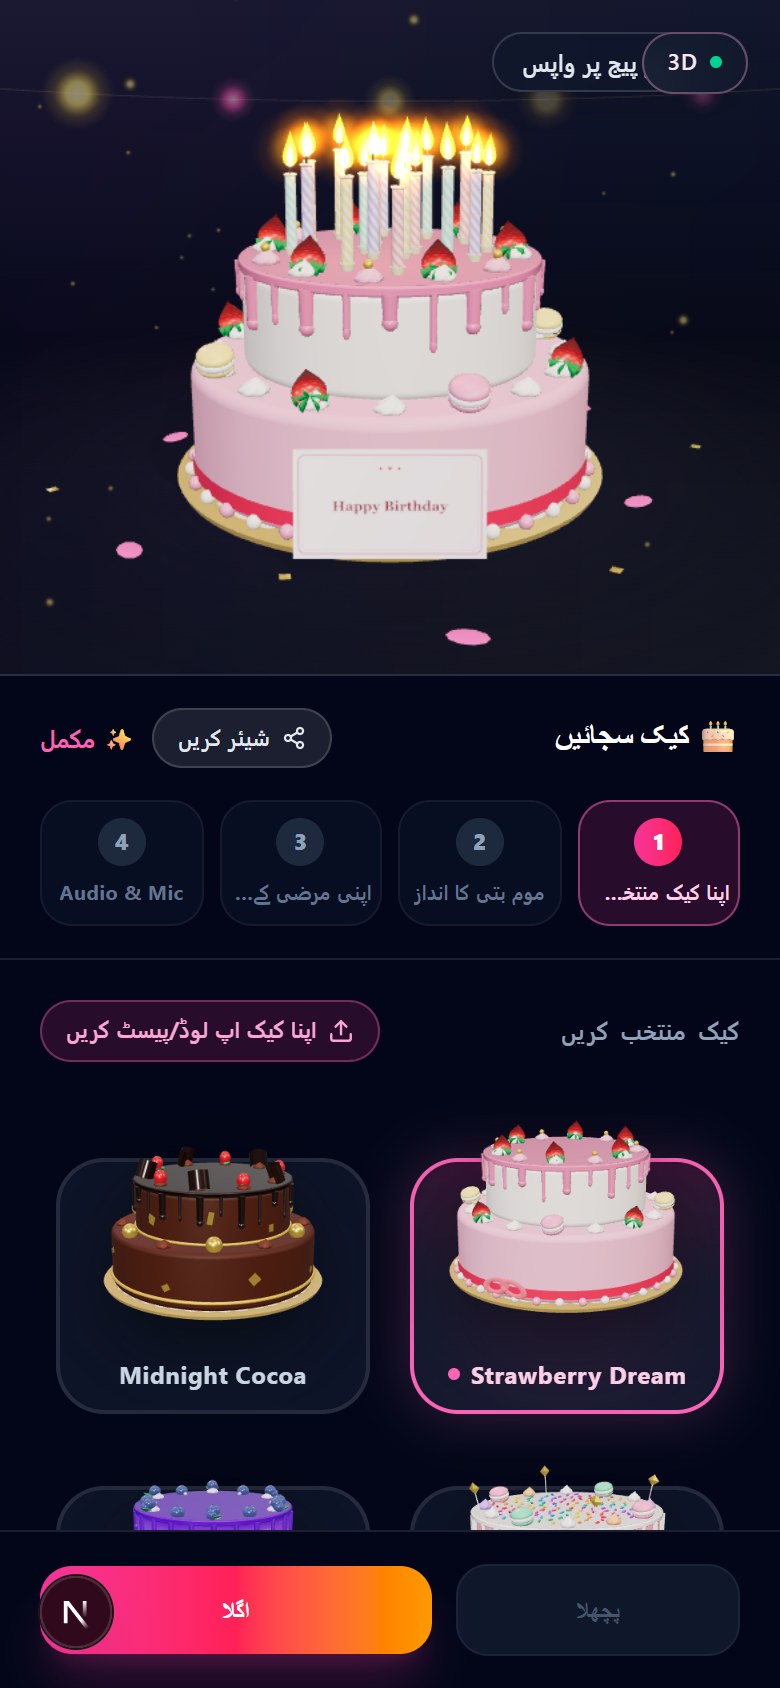 3D
پیج پر واپس
Happy Birthday
کیک سجائیں
شیئر کریں
مکمل
1
اپنا کیک منتخ...
2
موم بتی کا انداز
3
اپنی مرضی کے...
4
Audio & Mic
کیک منتخب کریں
اپنا کیک اپ لوڈ/پیسٹ کریں
Strawberry Dream
Midnight Cocoa
پچھلا
اگلا
N